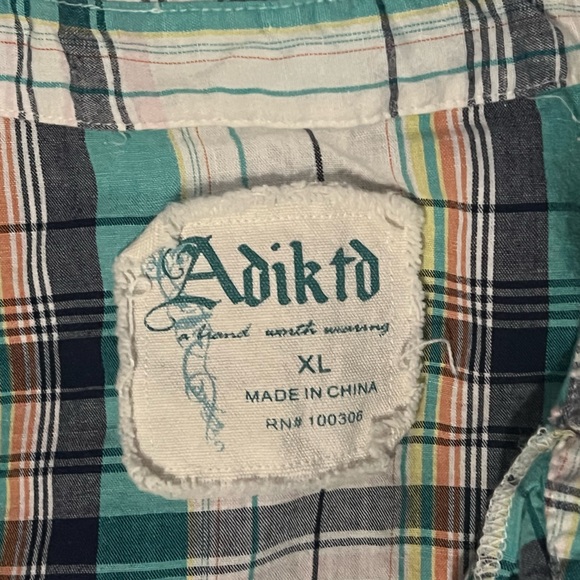 Adiktd
a brand worth wearing
XL
MADE IN CHINA
RN# 100306